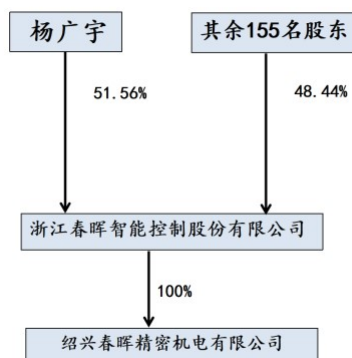 杨广宇
其余155名股东
51.56%
48.44%
浙江春晖智能控制股份有限公司
100%
绍兴春晖精密机电有限公司